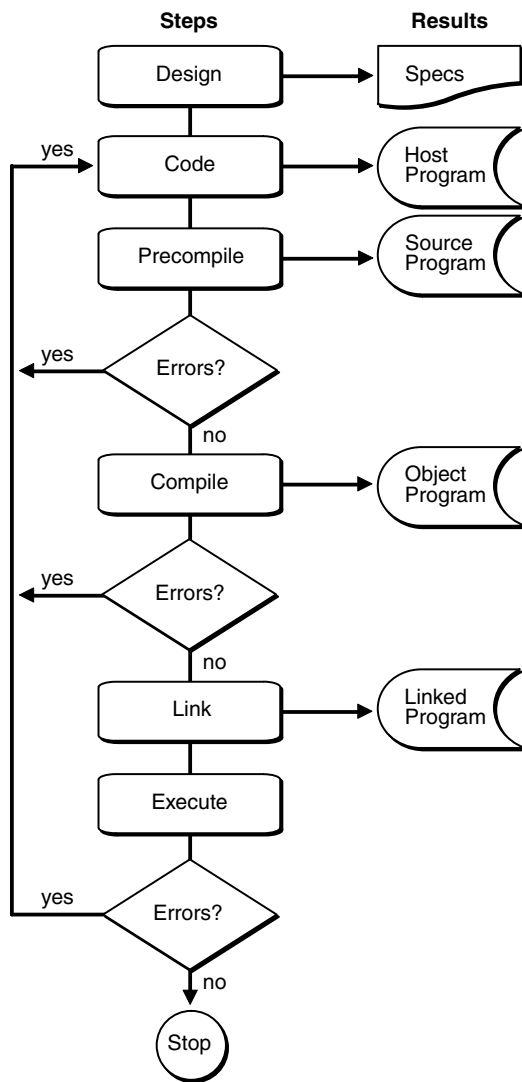 Steps
Results
Design
Specs
yes
Code
Host
Program
Precompile
Source
Program
yes
Errors?
no
Compile
Object
Program
yes
Errors?
no
Link
Linked
Program
Execute
yes
Errors?
no
Stop